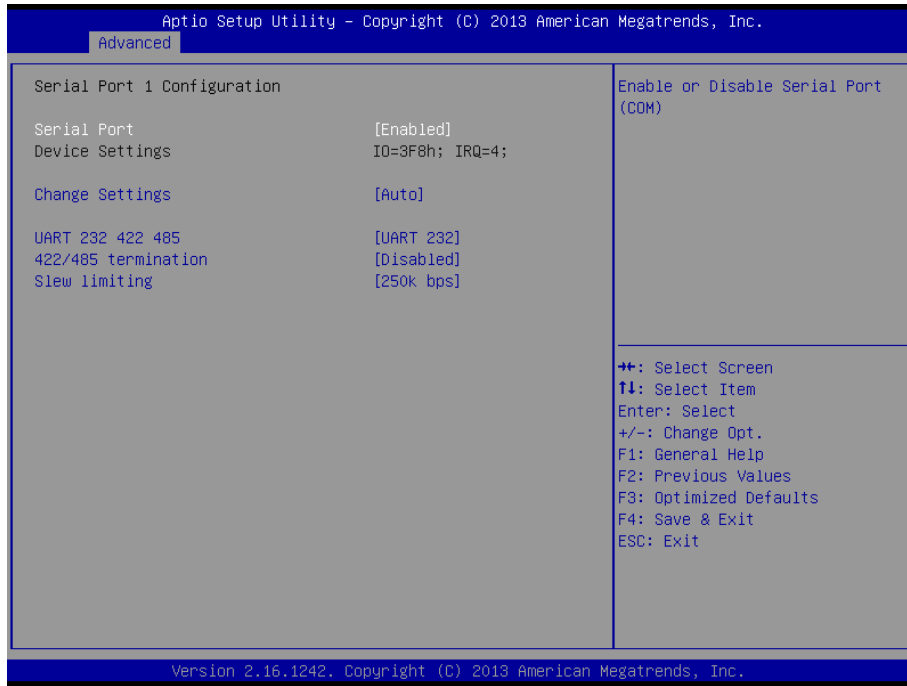 Aptio Setup Utility – Copyright (C) 2013 American Megatrends, Inc.
Advanced
Serial Port 1 Configuration
Serial Port [Enabled]
Device Settings IO=3F8h; IRQ=4;
Change Settings [Auto]
UART 232 422 485 [UART 232]
422/485 termination [Disabled]
Slew limiting [250k bps]
Enable or Disable Serial Port
(COM)
→←: Select Screen
↑↓: Select Item
Enter: Select
+/-: Change Opt.
F1: General Help
F2: Previous Values
F3: Optimized Defaults
F4: Save & Exit
ESC: Exit
Version 2.16.1242. Copyright (C) 2013 American Megatrends, Inc.